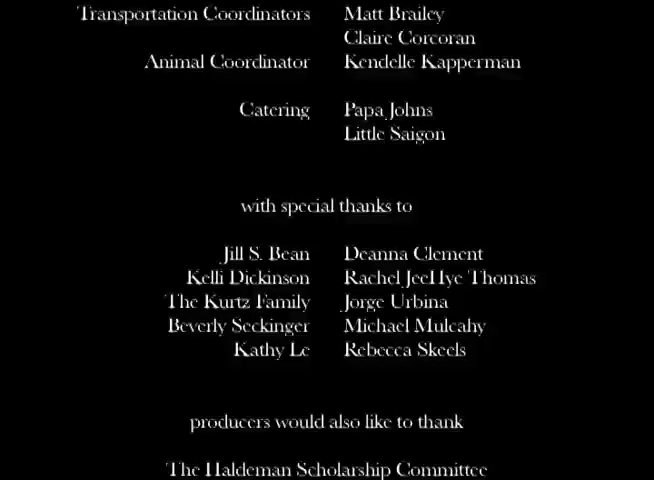 Transportation Coordinators Matt Brailey
Claire Corcoran
Animal Coordinator Kendelle Kapperman
Catering Papa Johns
Little Saigon
with special thanks to
Jill S. Bean Deanna Clement
Kelli Dickinson Rachel JeeHye Thomas
The Kurtz Family Jorge Urbina
Beverly Seckinger Michael Mulcahy
Kathy Le Rebecca Skeels
producers would also like to thank
The Haldeman Scholarship Committee